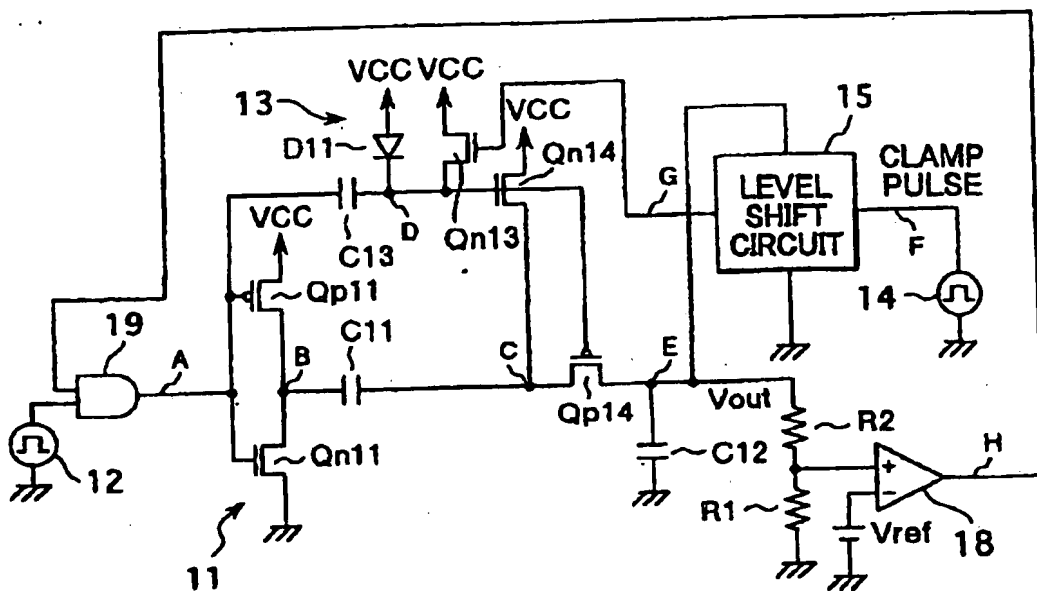 VCC VCC
13
VCC
15
D11
Qn14
CLAMP
PULSE
LEVEL
SHIFT
CIRCUIT
G
F
D
Qn13
VCC
C13
14
Qp11
19
C11
A
B
C
E
Qp14
Vout
R2
12
Qn11
C12
H
+
−
R1
Vref
18
11